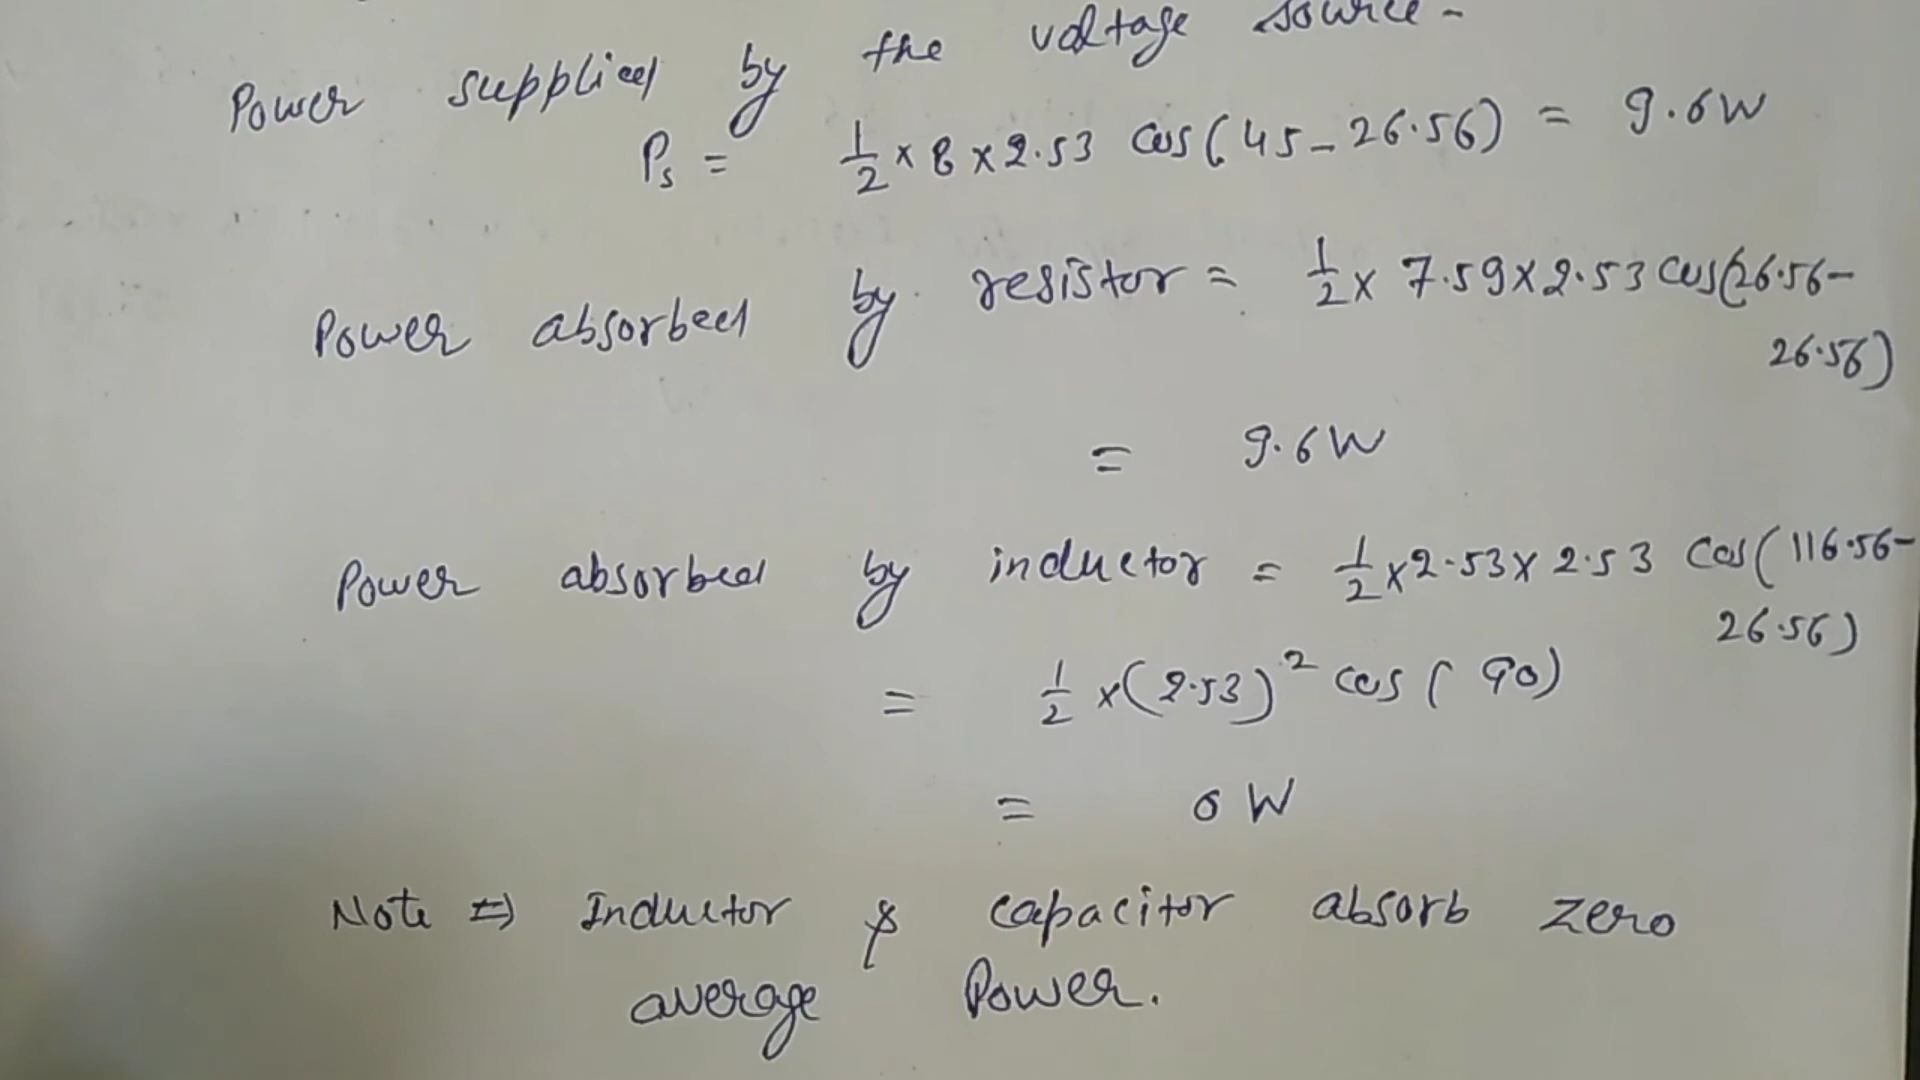 Power supplied by the voltage source -
Ps = 1/2 × 8 × 2.53 cos(45 - 26.56) = 9.6W
Power absorbed by resistor = 1/2 × 7.59 × 2.53 cos(26.56 -
26.56)
= 9.6W
Power absorbed by inductor = 1/2 × 2.53 × 2.53 cos(116.56 -
26.56)
= 1/2 × (2.53)² cos(90)
= 0 W
Note ⇒ Inductor & capacitor absorb zero
average Power.